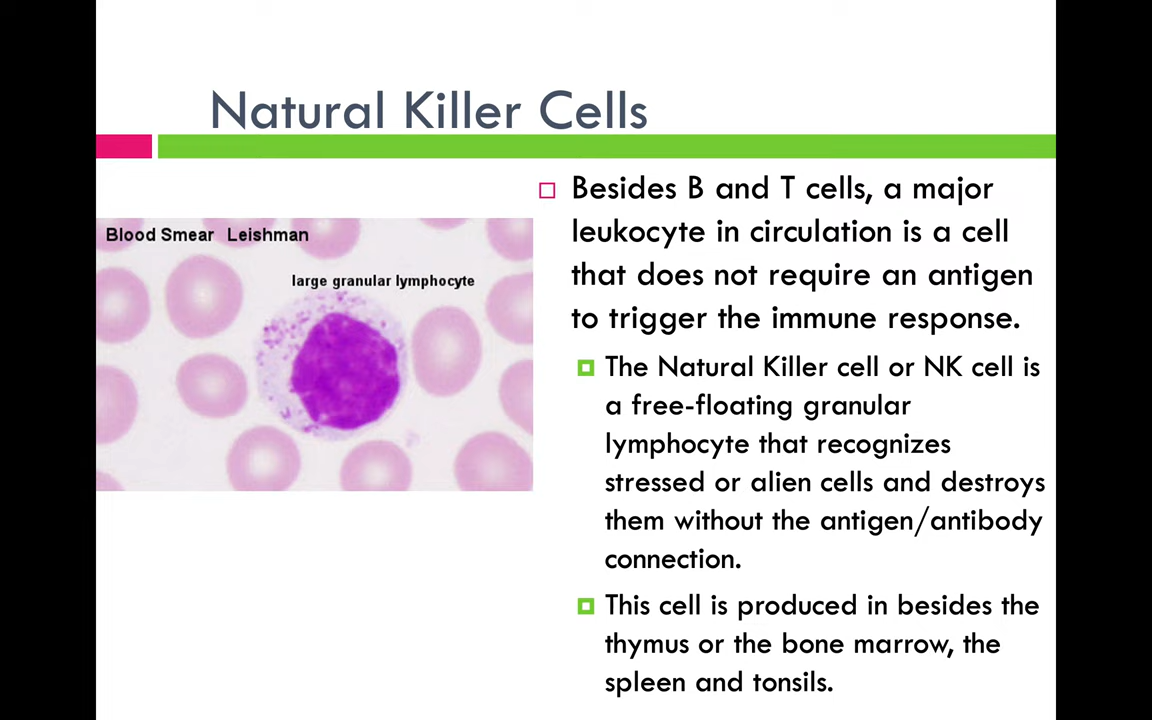 Natural Killer Cells
Blood Smear Leishman
large granular lymphocyte
Besides B and T cells, a major
leukocyte in circulation is a cell
that does not require an antigen
to trigger the immune response.
The Natural Killer cell or NK cell is
a free-floating granular
lymphocyte that recognizes
stressed or alien cells and destroys
them without the antigen/antibody
connection.
This cell is produced in besides the
thymus or the bone marrow, the
spleen and tonsils.